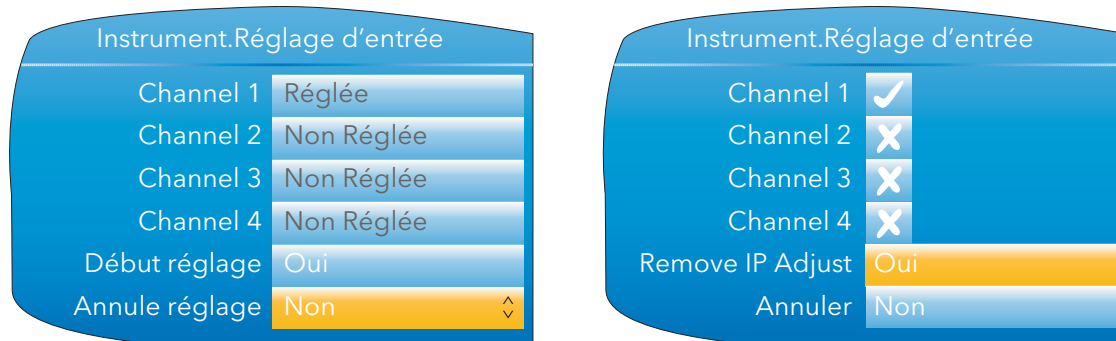 Instrument.Réglage d’entrée
Channel 1 Réglée
Channel 2 Non Réglée
Channel 3 Non Réglée
Channel 4 Non Réglée
Début réglage Oui
Annule réglage Non
Instrument.Réglage d’entrée
Channel 1
Channel 2
Channel 3
Channel 4
Remove IP Adjust Oui
Annuler Non